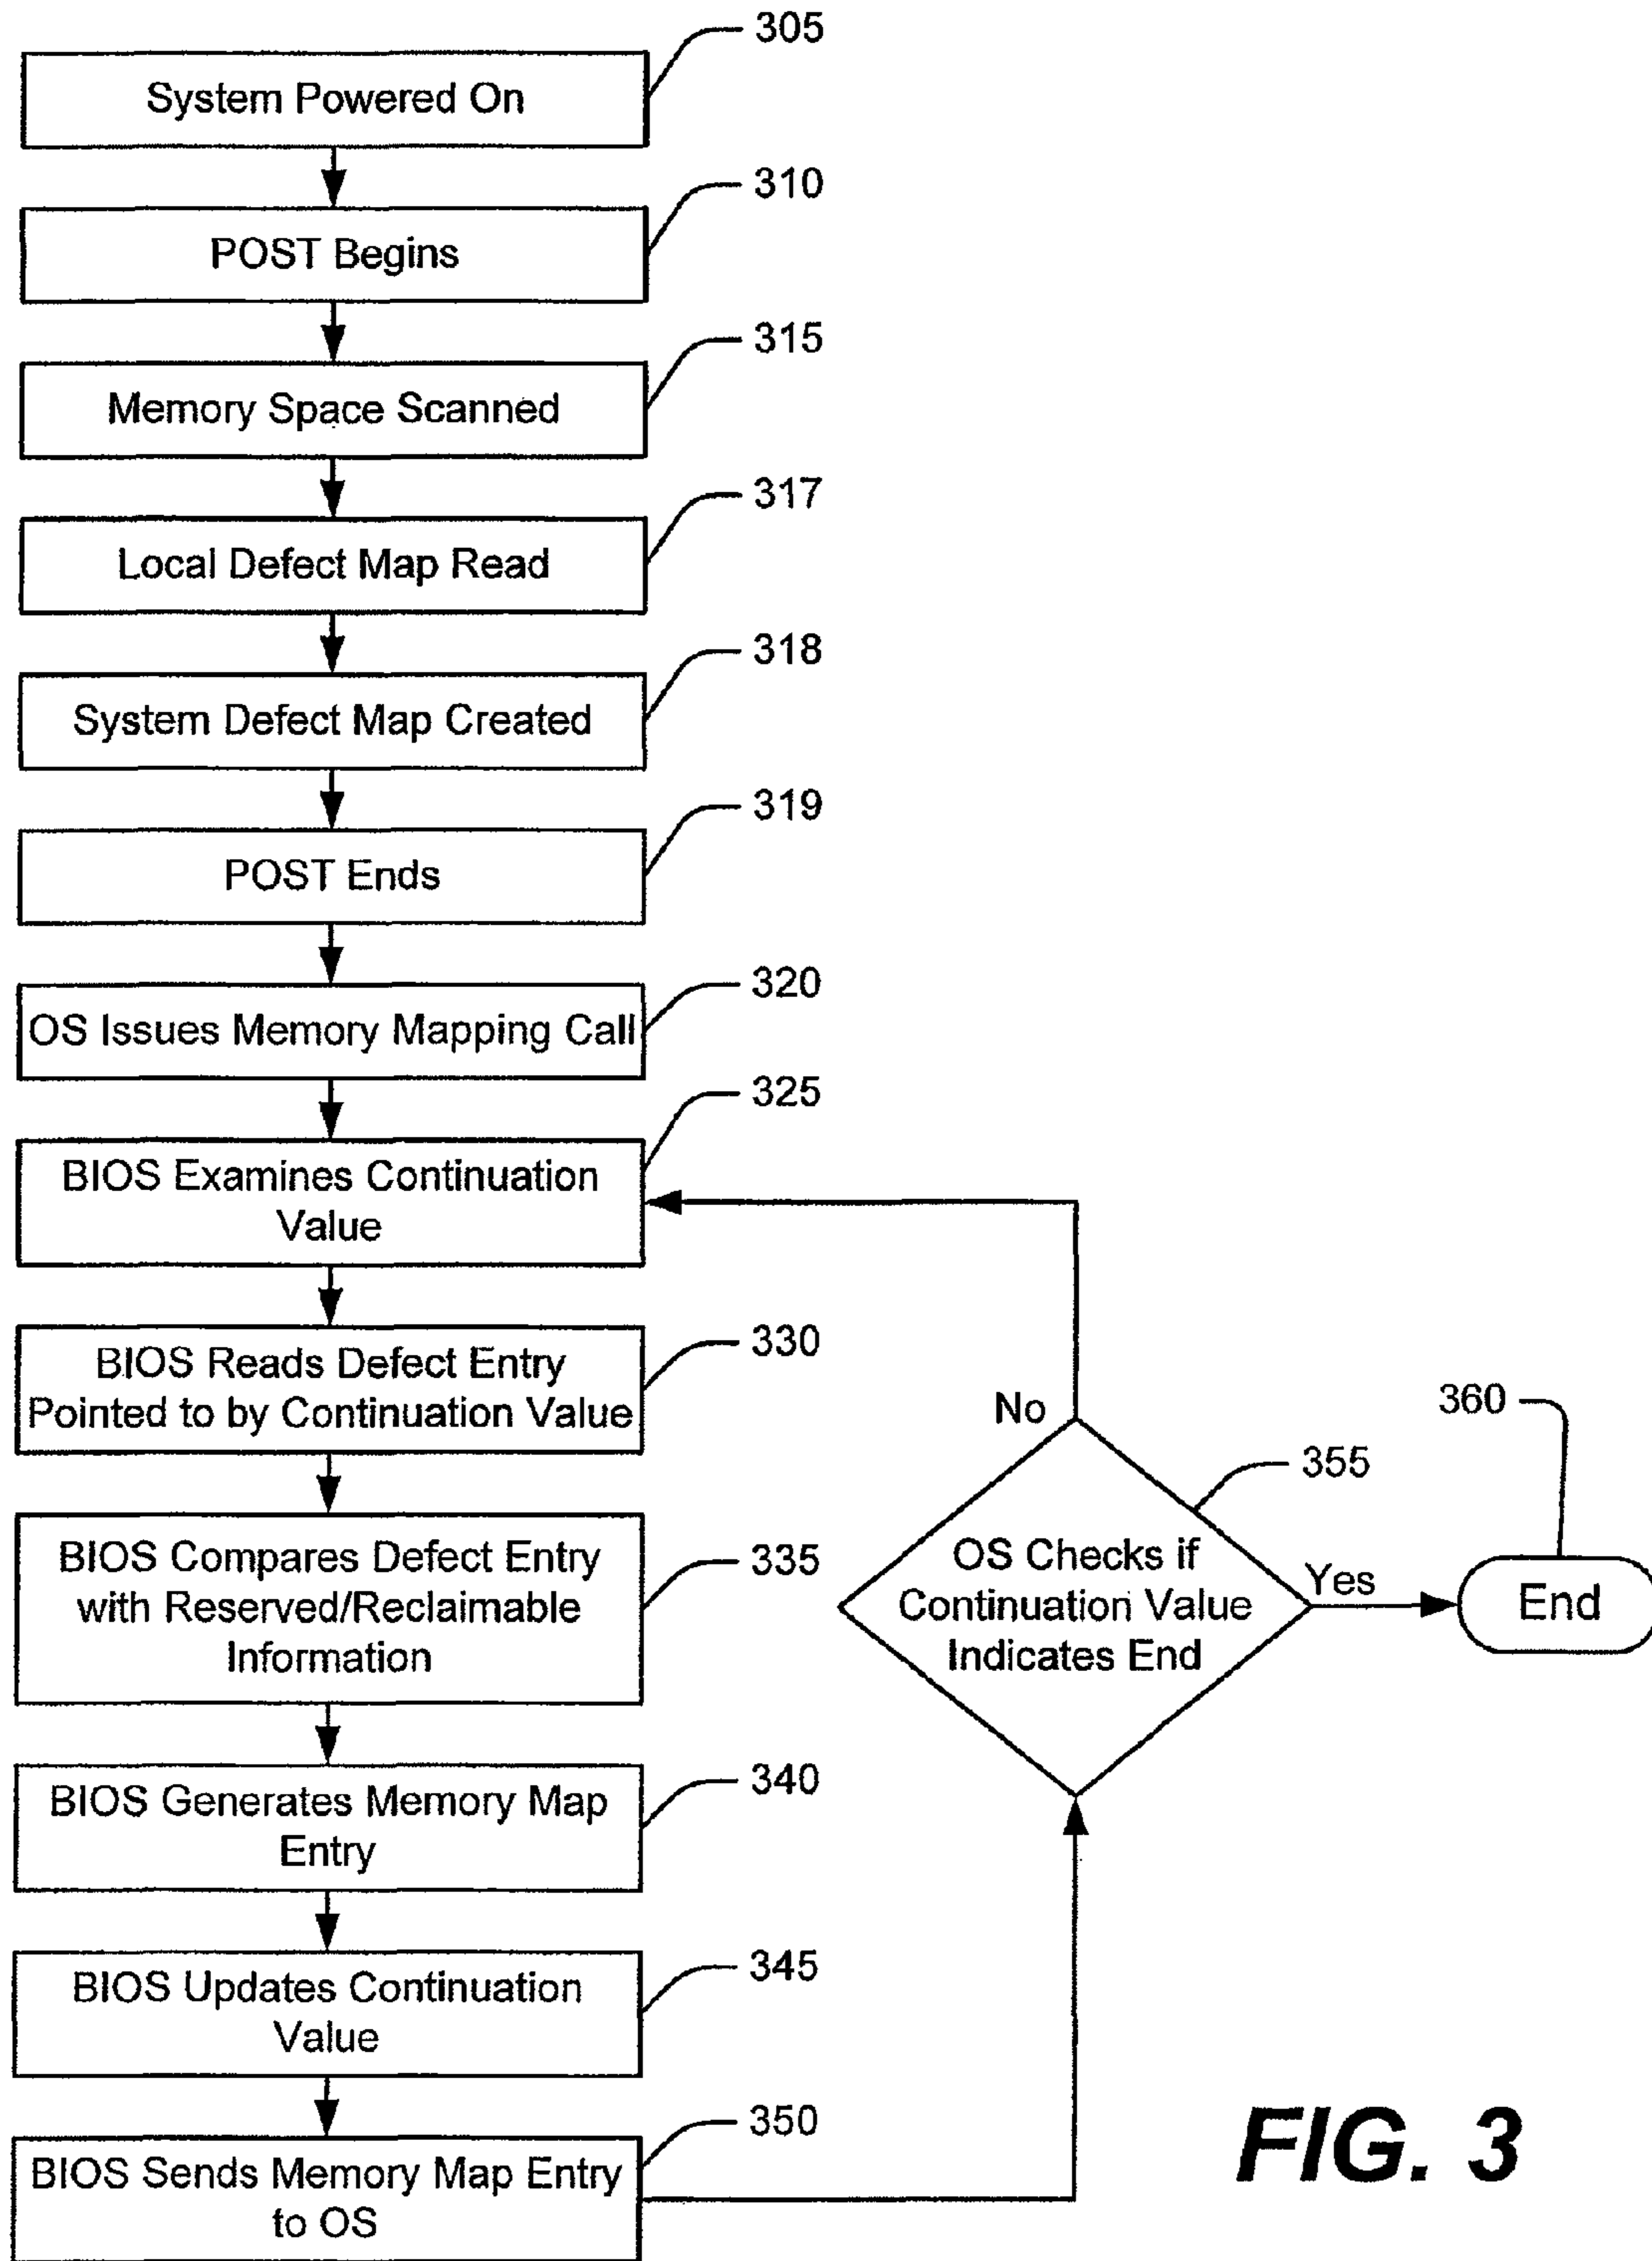 305
System Powered On
310
POST Begins
315
Memory Space Scanned
317
Local Defect Map Read
318
System Defect Map Created
319
POST Ends
320
OS Issues Memory Mapping Call
325
BIOS Examines Continuation
Value
330
BIOS Reads Defect Entry
Pointed to by Continuation Value
335
BIOS Compares Defect Entry
with Reserved/Reclaimable
Information
340
BIOS Generates Memory Map
Entry
345
BIOS Updates Continuation
Value
350
BIOS Sends Memory Map Entry
to OS
No
355
OS Checks if
Continuation Value
Indicates End
Yes
360
End
FIG. 3